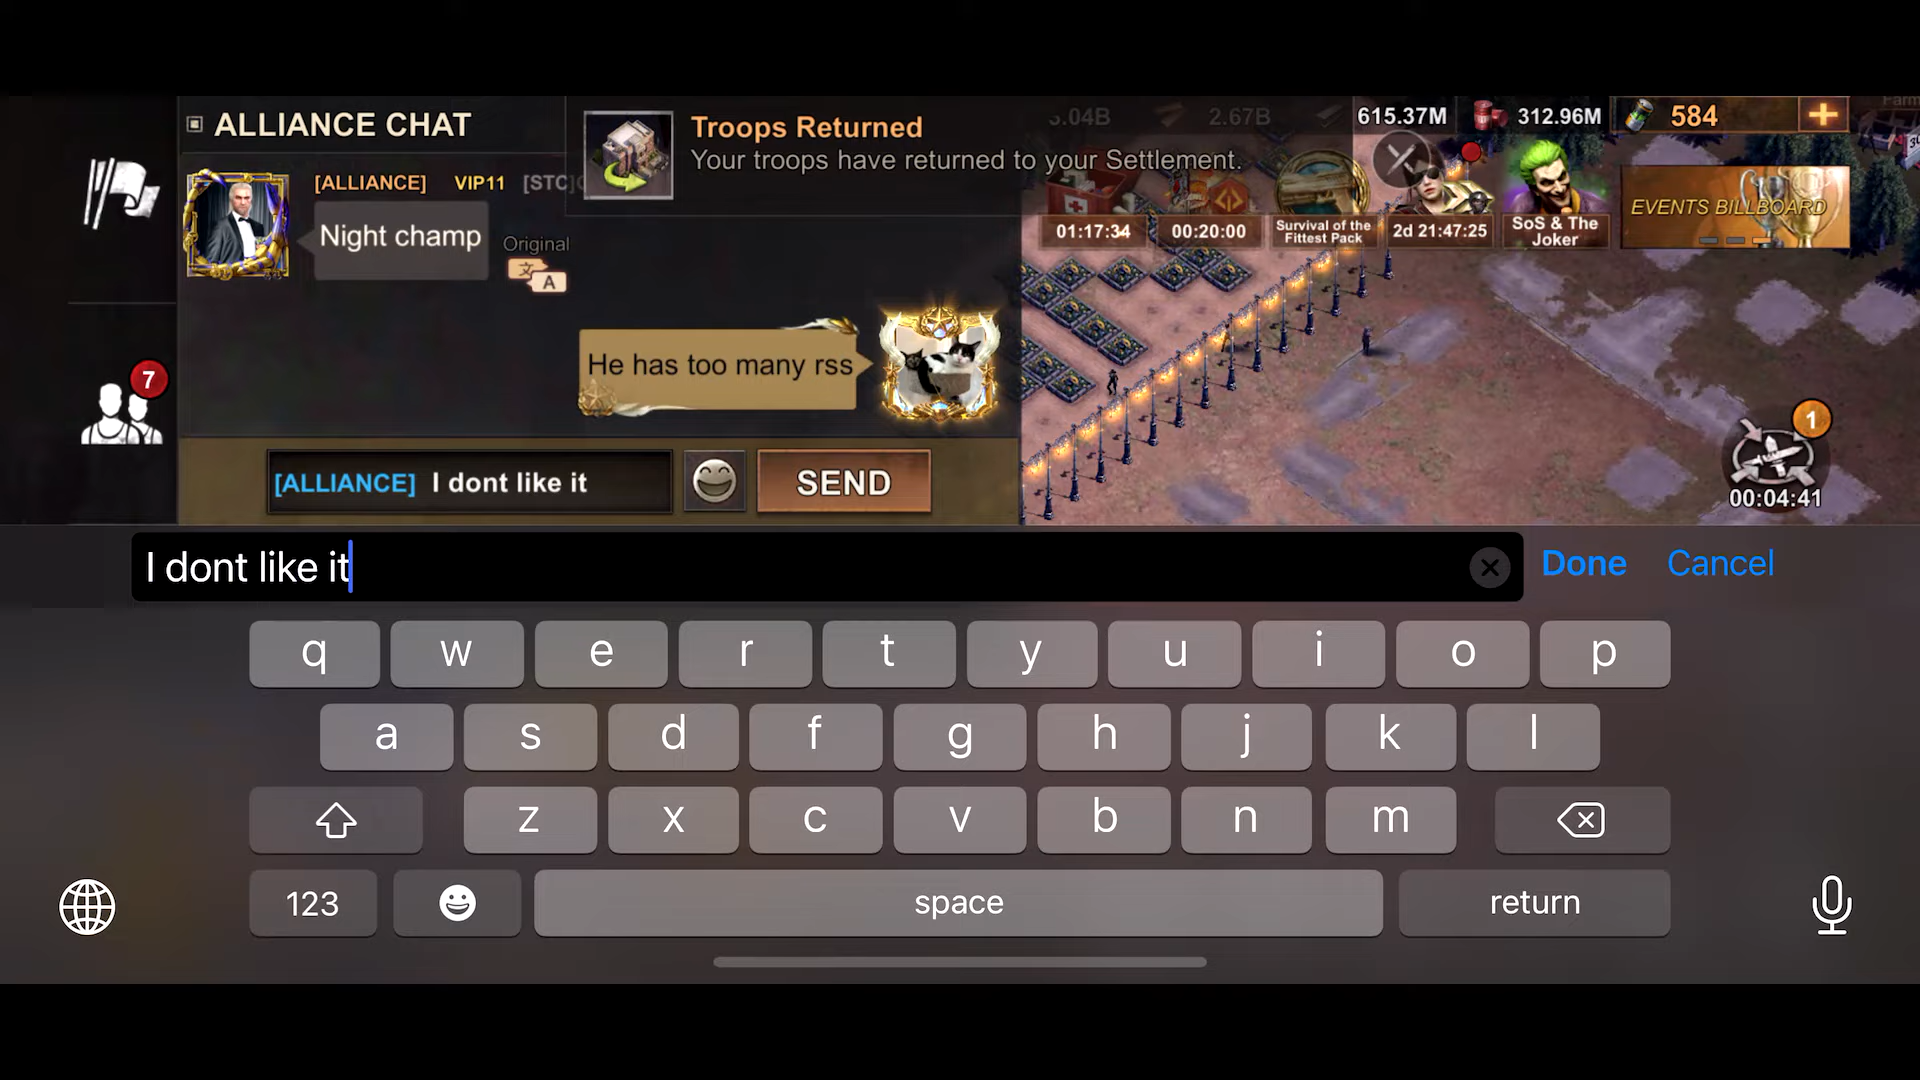 ALLIANCE CHAT
Troops Returned
Your troops have returned to your Settlement.
3.04B
2.67B
615.37M
312.96M
584
[ALLIANCE] VIP11 [STC]
Night champ
Original
文
A
01:17:34
00:20:00
Survival of the
Fittest Pack
2d 21:47:25
SoS & The
Joker
EVENTS BILLBOARD
7
He has too many rss
1
00:04:41
[ALLIANCE] I dont like it
SEND
I dont like it
Done
Cancel
q w e r t y u i o p
a s d f g h j k l
z x c v b n m
123
space
return